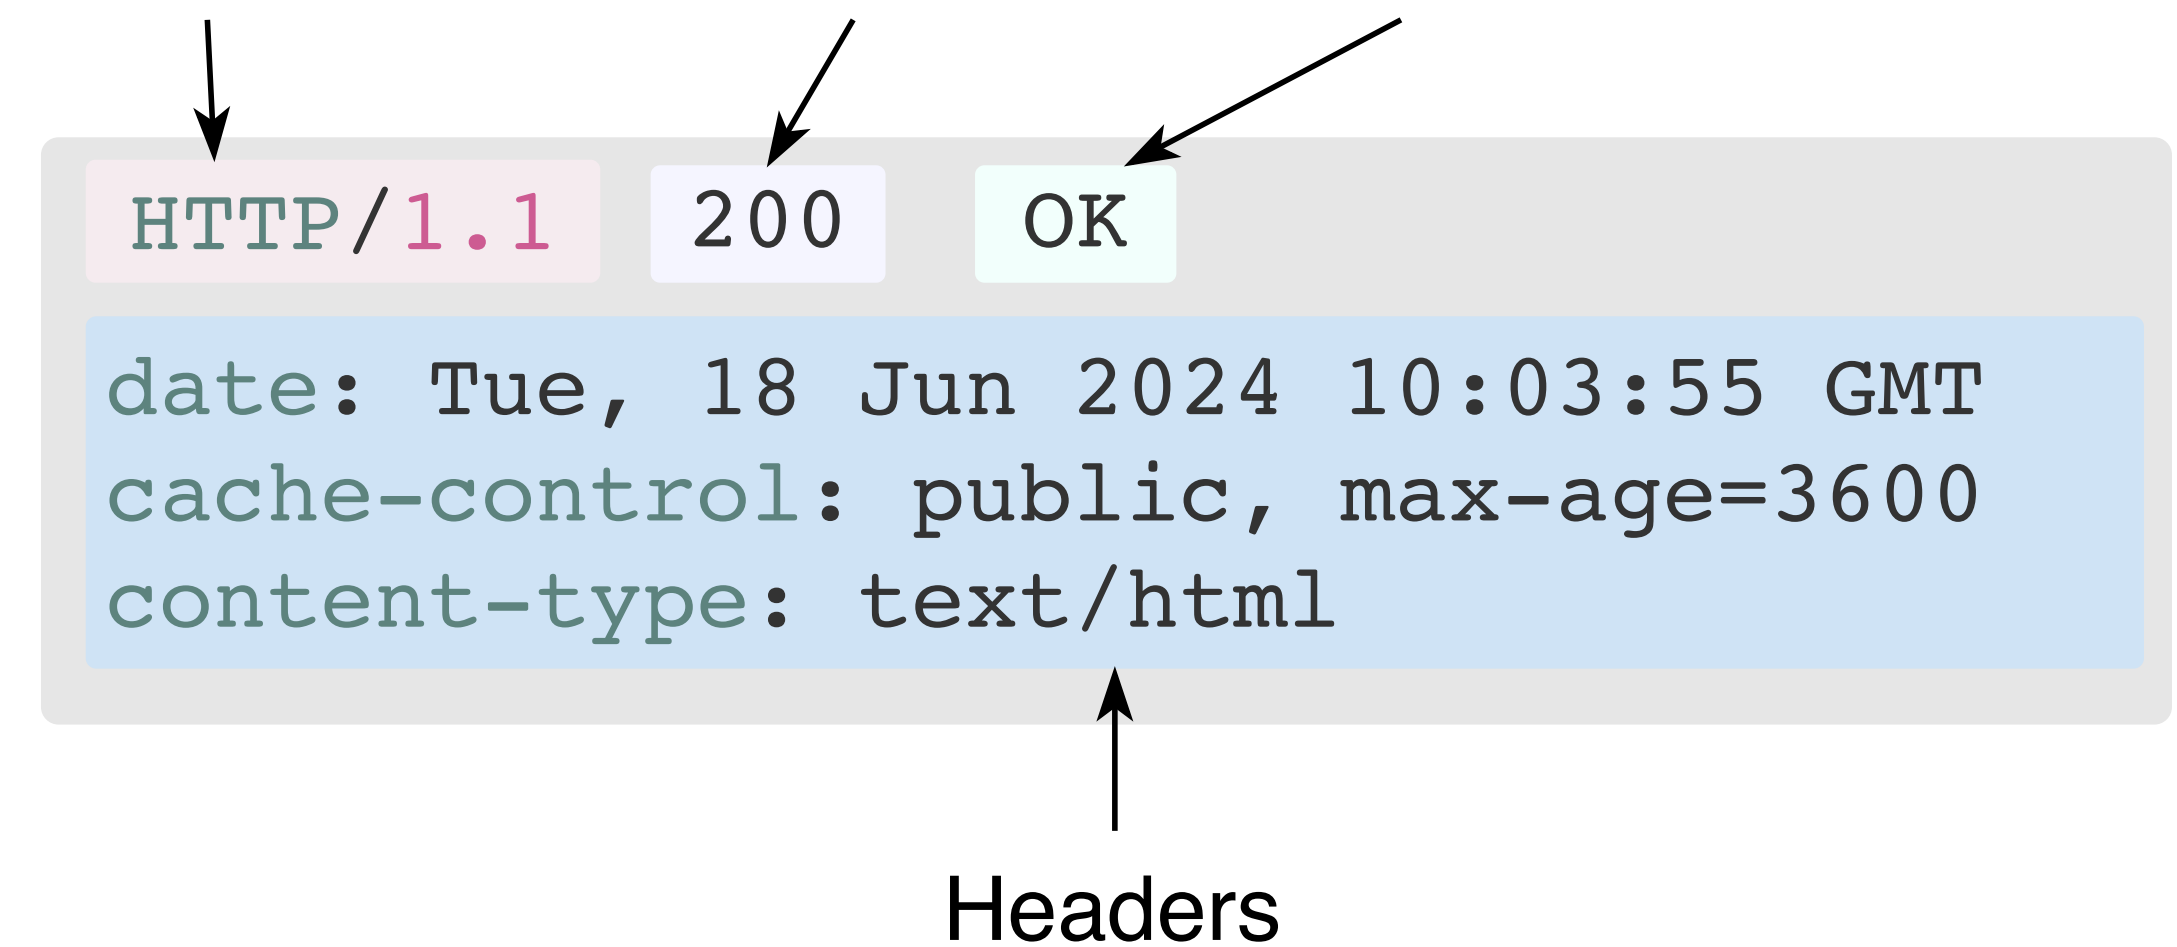 HTTP/1.1 200 OK
date: Tue, 18 Jun 2024 10:03:55 GMT
cache-control: public, max-age=3600
content-type: text/html
Headers